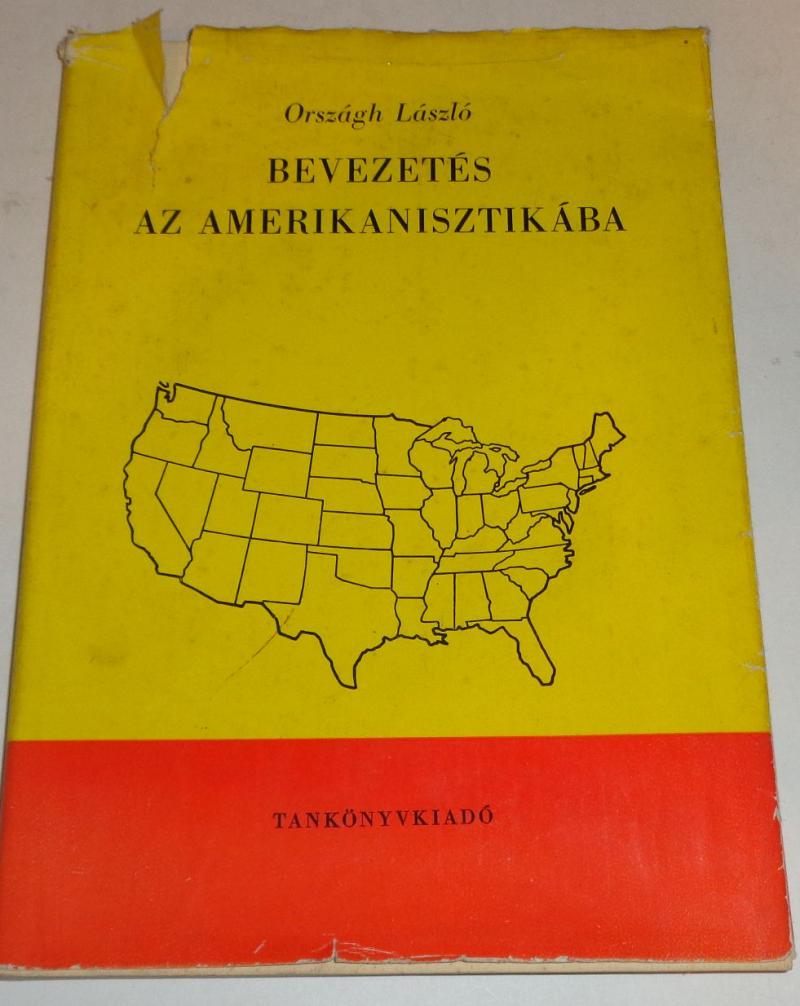 Országh László
BEVEZETÉS
AZ AMERIKANISZTIKÁBA
TANKÖNYVKIADÓ